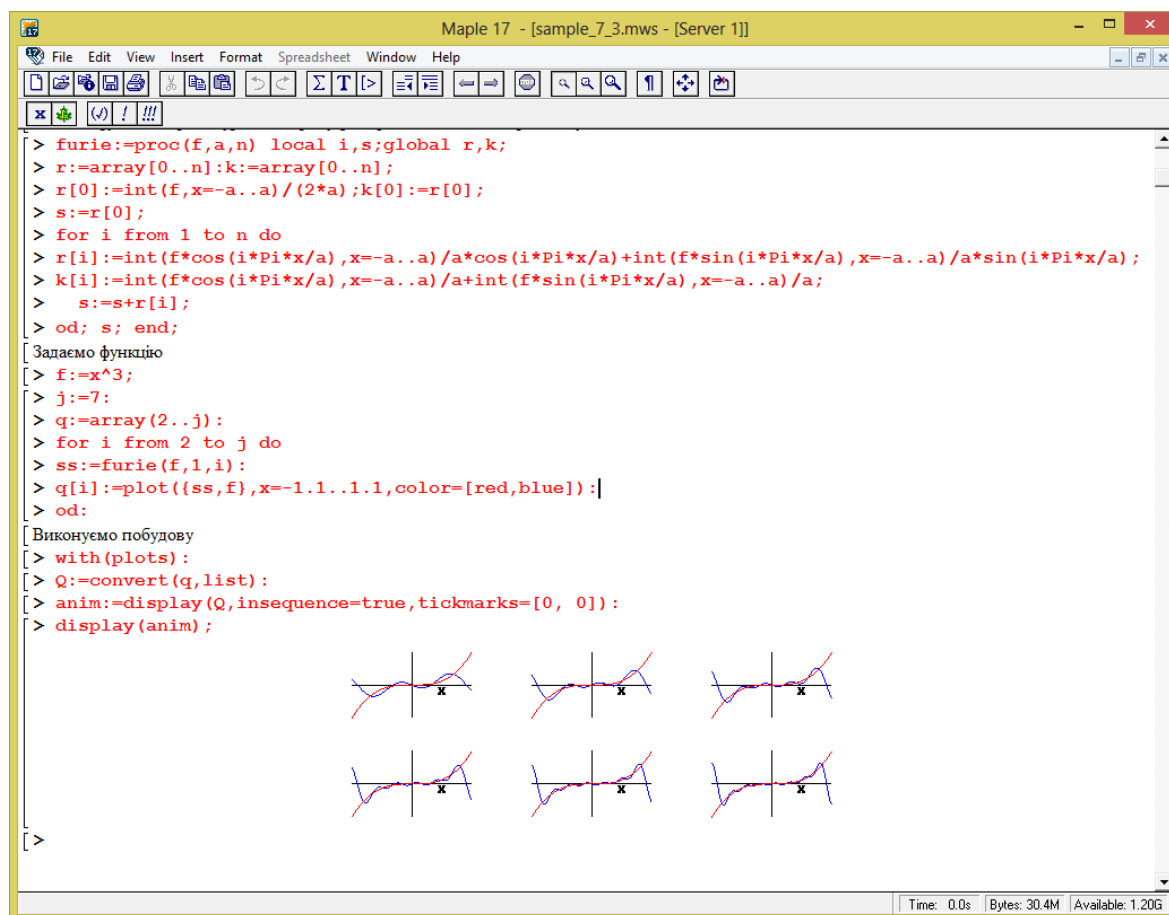 Maple 17 - [sample_7_3.mws - [Server 1]]
File Edit View Insert Format Spreadsheet Window Help
> furie:=proc(f,a,n) local i,s;global r,k;
> r:=array[0..n]:k:=array[0..n];
> r[0]:=int(f,x=-a..a)/(2*a);k[0]:=r[0];
> s:=r[0];
> for i from 1 to n do
> r[i]:=int(f*cos(i*Pi*x/a),x=-a..a)/a*cos(i*Pi*x/a)+int(f*sin(i*Pi*x/a),x=-a..a)/a*sin(i*Pi*x/a);
> k[i]:=int(f*cos(i*Pi*x/a),x=-a..a)/a+int(f*sin(i*Pi*x/a),x=-a..a)/a;
> s:=s+r[i];
> od; s; end;
Задаємо функцію
> f:=x^3;
> j:=7:
> q:=array(2..j):
> for i from 2 to j do
> ss:=furie(f,1,i):
> q[i]:=plot({ss,f},x=-1.1..1.1,color=[red,blue]):
> od:
Виконуємо побудову
> with(plots):
> Q:=convert(q,list):
> anim:=display(Q,insequence=true,tickmarks=[0, 0]):
> display(anim);
x x x
x x x
>
Time: 0.0s Bytes: 30.4M Available: 1.20G